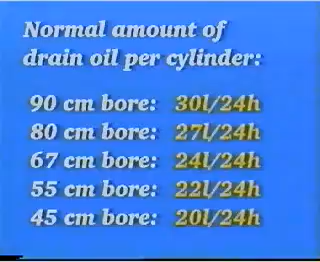 Normal amount of
drain oil per cylinder:
90 cm bore: 30l/24h
80 cm bore: 27l/24h
67 cm bore: 24l/24h
55 cm bore: 22l/24h
45 cm bore: 20l/24h